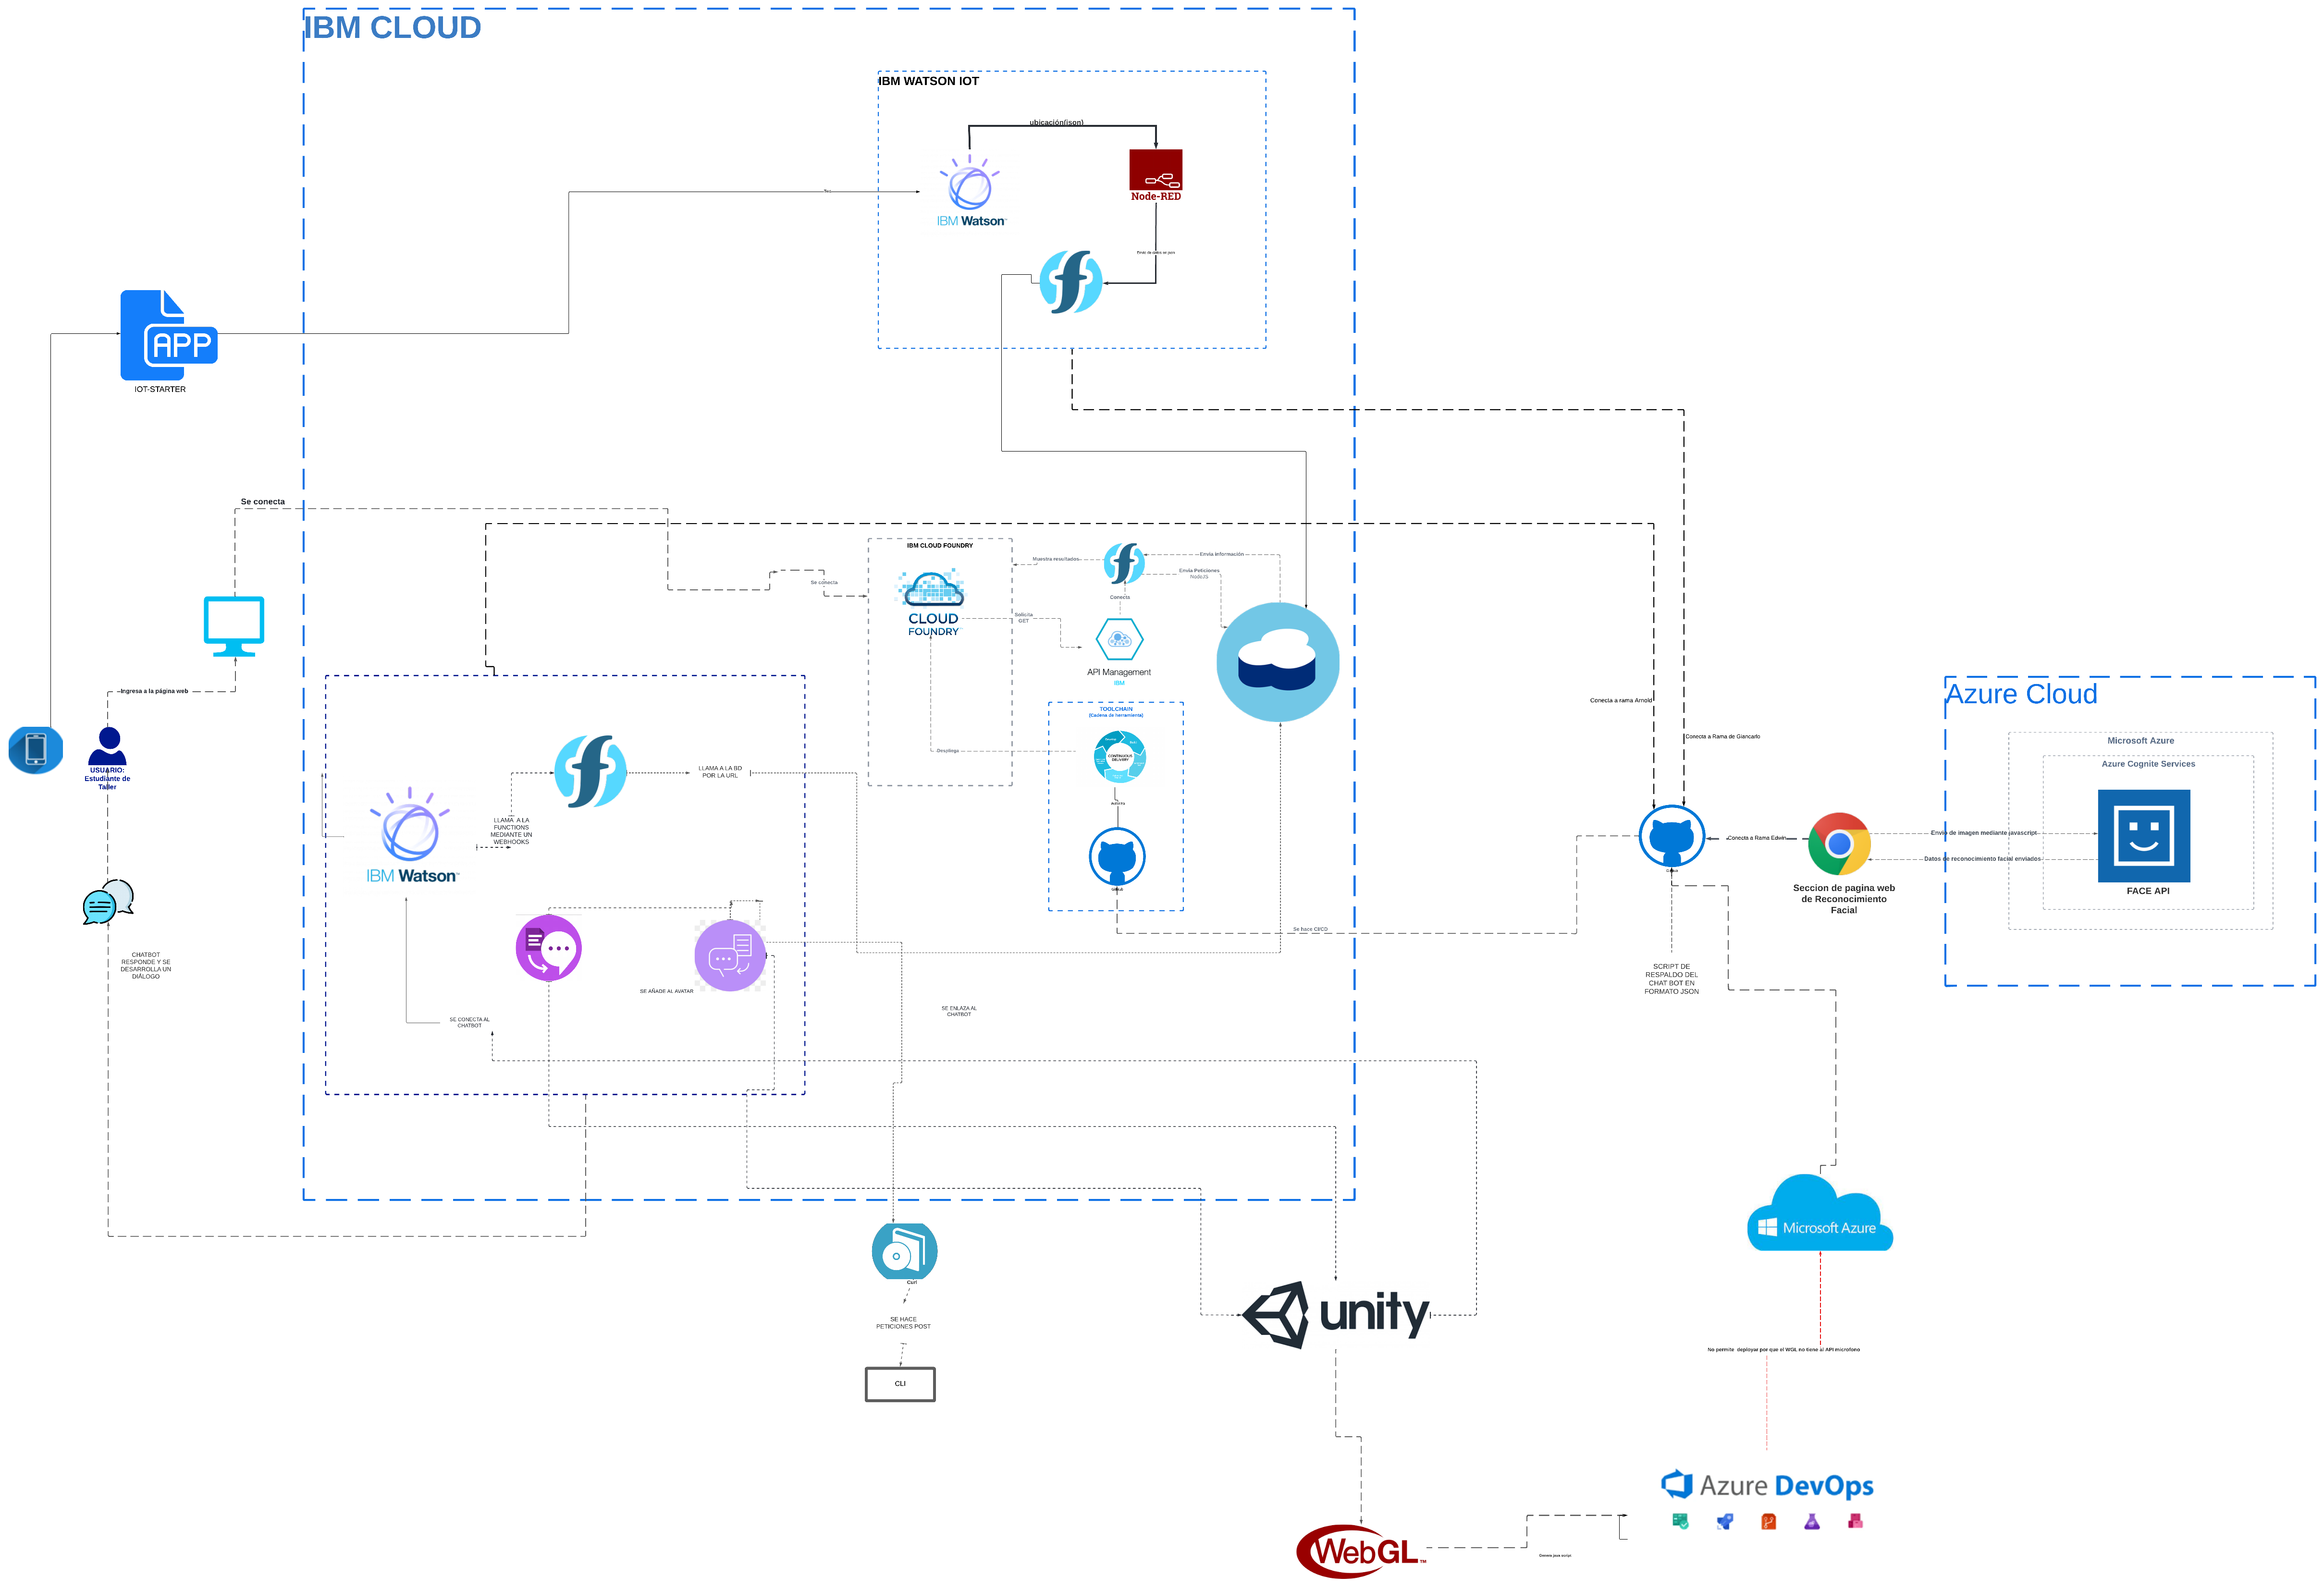 IBM CLOUD
IBM WATSON IOT
ubicación(json)
IBM Watson
Node-RED
Envío de datos en json
APP
IOT-STARTER
Se conecta
IBM CLOUD FOUNDRY
CLOUD
FOUNDRY
Se conecta
Muestra resultados
Envia Información
Envia Peticiones
NodeJS
Conecta
Solicita
GET
API Management
IBM
TOOLCHAIN
(Cadena de herramienta)
CONTINUOUS
DELIVERY
Despliega
GitHub
Ingresa a la página web
USUARIO:
Estudiante de
Taller
CHATBOT
RESPONDE Y SE
DESARROLLA UN
DIÁLOGO
IBM Watson
LLAMA A LA
FUNCTIONS
MEDIANTE UN
WEBHOOKS
LLAMA A LA BD
POR LA URL
SE AÑADE AL AVATAR
SE CONECTA AL
CHATBOT
SE ENLAZA AL
CHATBOT
Conecta a rama Arnold
Conecta a Rama de Giancarlo
Conecta a Rama Edwin
Se hace CI/CD
SCRIPT DE
RESPALDO DEL
CHAT BOT EN
FORMATO JSON
Seccion de pagina web
de Reconocimiento
Facial
Azure Cloud
Microsoft Azure
Azure Cognite Services
Envio de imagen mediante javascript
Datos de reconocimiento facial enviados
FACE API
Curl
SE HACE
PETICIONES POST
CLI
unity
WebGL™
Microsoft Azure
No permite deployar por que el WGL no tiene al API microfono
Azure DevOps
Genera java script